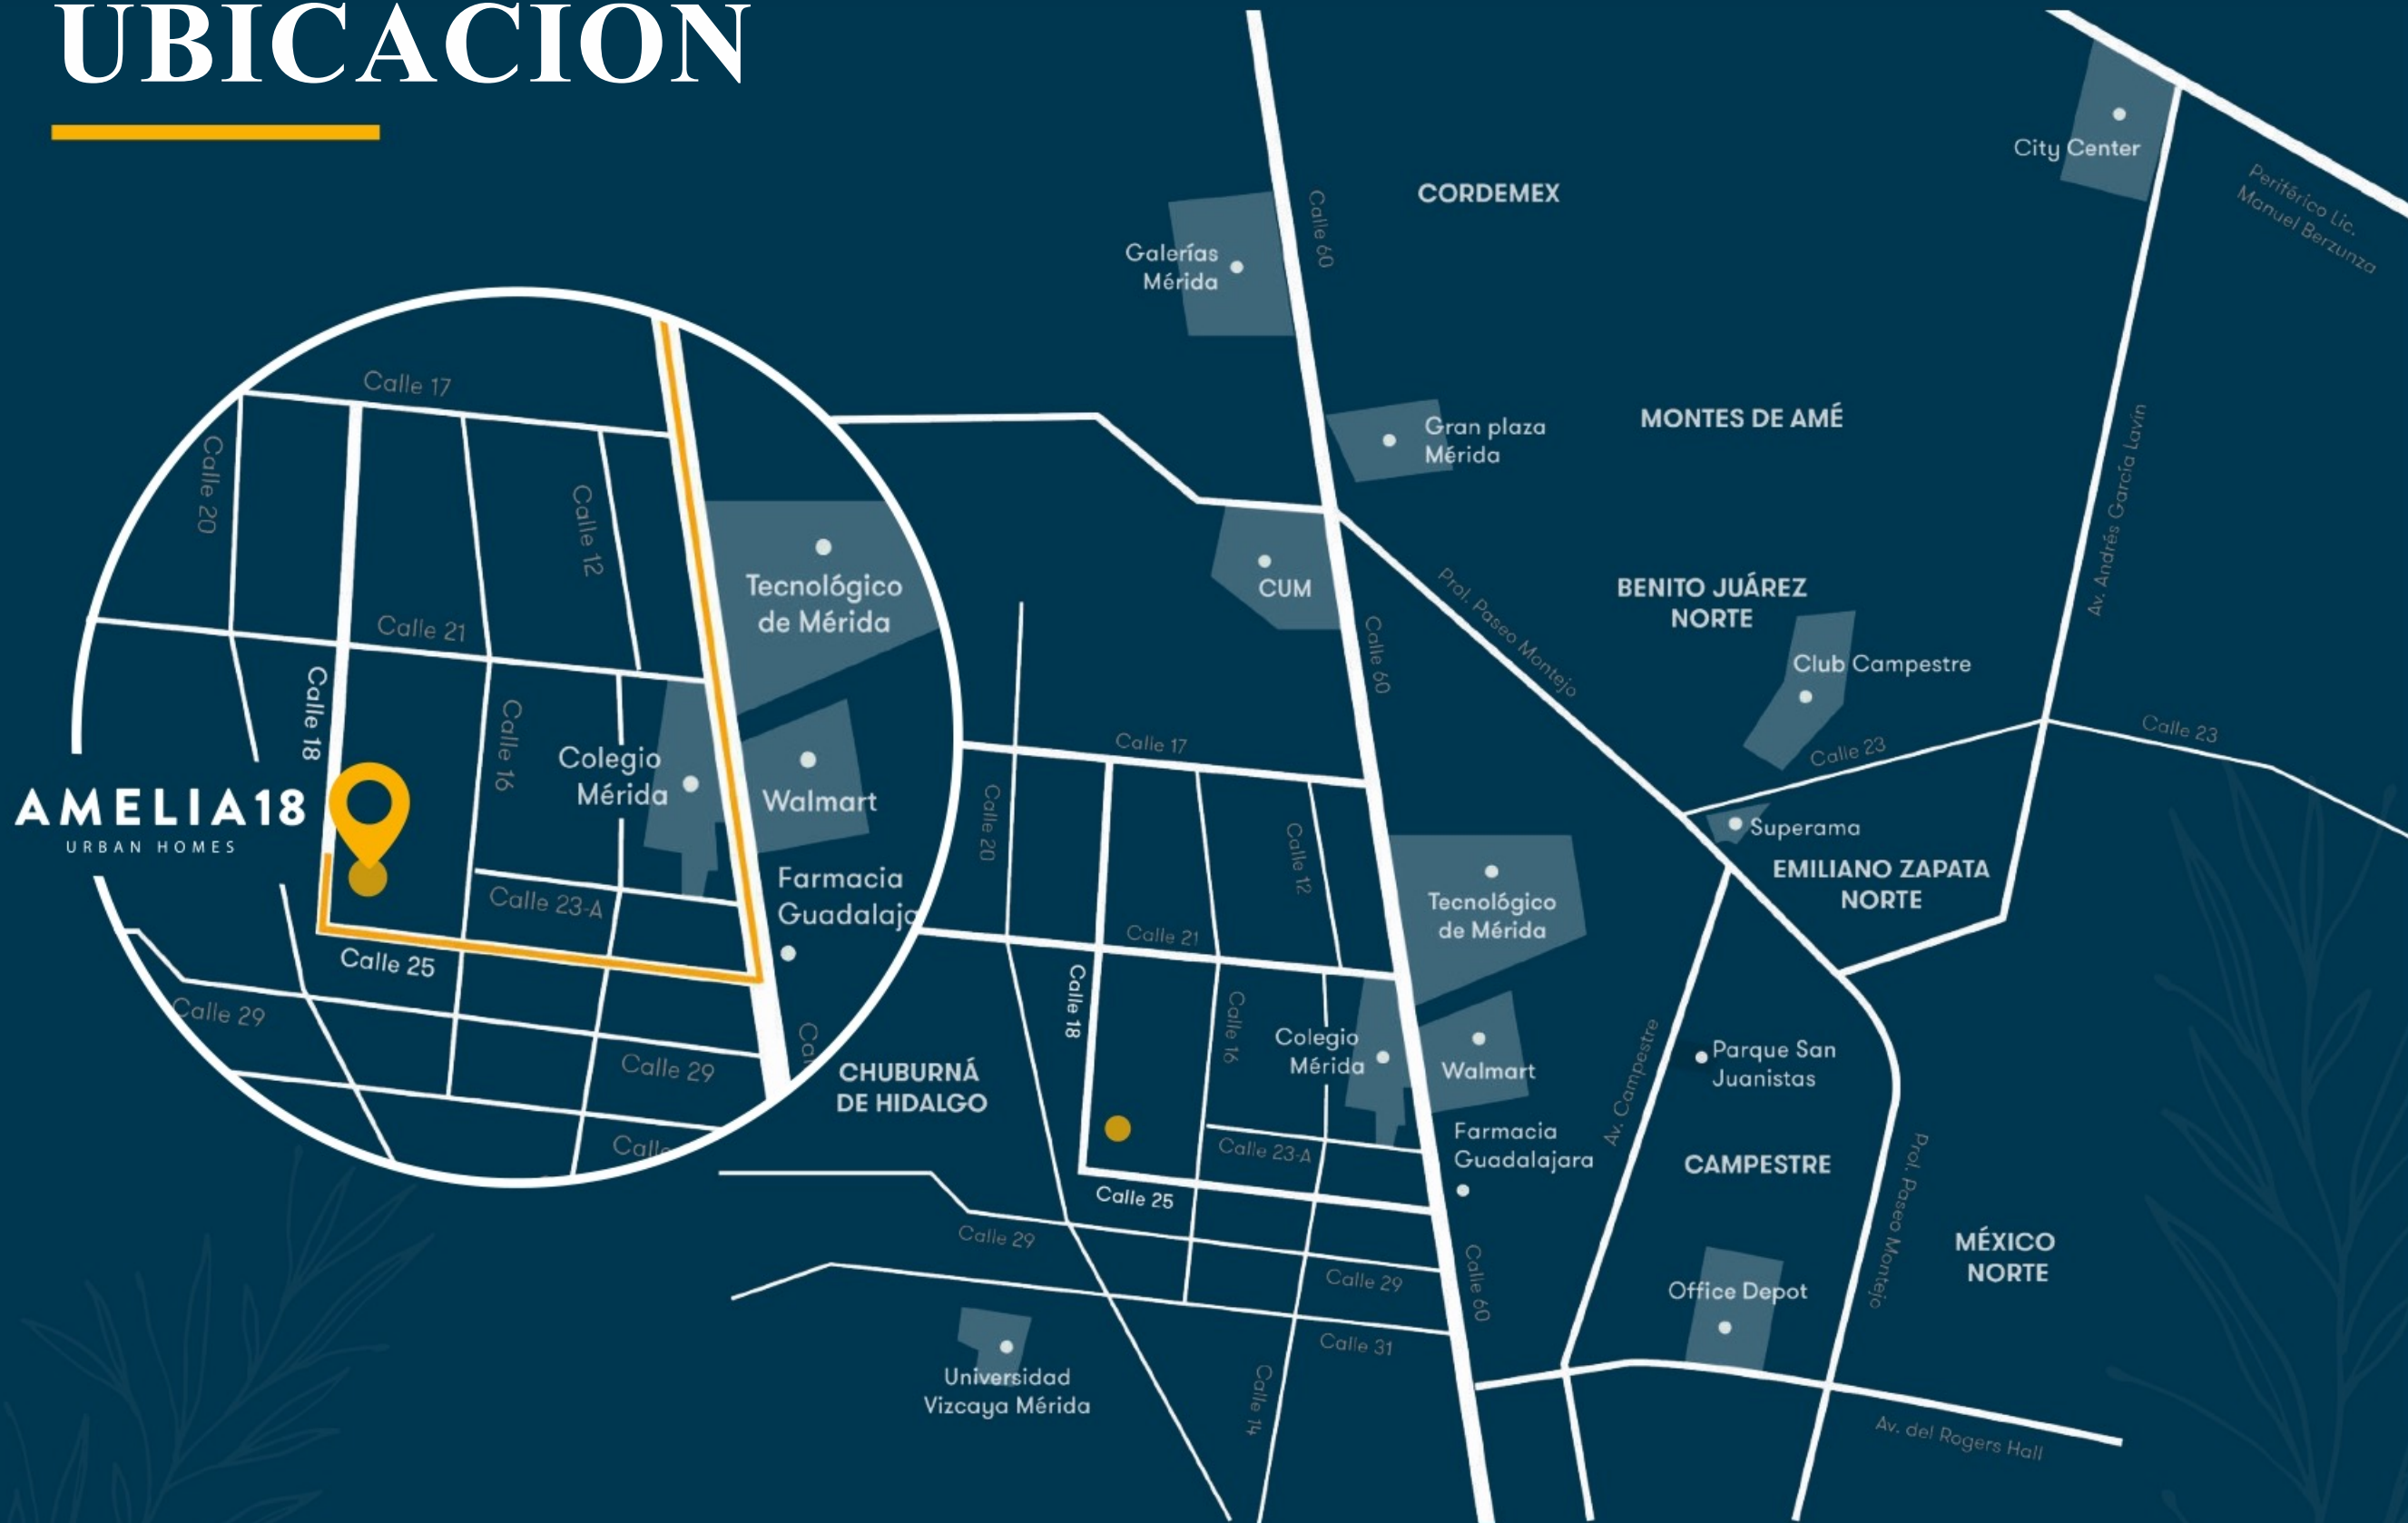 UBICACION
CORDEMEX
City Center
Periférico Lic.
Manuel Berzunza
Calle 60
Galerías
Mérida
Gran plaza
Mérida
MONTES DE AMÉ
Av. Andrés García Lavín
CUM
Prol. Paseo Montejo
BENITO JUÁREZ
NORTE
Club Campestre
Calle 60
Calle 23
Calle 23
Superama
EMILIANO ZAPATA
NORTE
Calle 17
Calle 20
Calle 12
Tecnológico
de Mérida
Calle 21
Calle 18
Calle 16
Colegio
Mérida
Walmart
AMELIA18
URBAN HOMES
Farmacia
Guadalaja
Calle 23-A
Calle 25
Calle 29
Calle 29
Cal
Calle
Calle 17
Calle 20
Calle 12
Tecnológico
de Mérida
Calle 21
Calle 18
Calle 16
Colegio
Mérida
Walmart
CHUBURNÁ
DE HIDALGO
Farmacia
Guadalajara
Calle 23-A
Calle 25
Calle 29
Calle 29
Calle 60
Calle 31
Calle 14
Universidad
Vizcaya Mérida
Av. Campestre
Parque San
Juanistas
CAMPESTRE
Prol. Paseo Montejo
MÉXICO
NORTE
Office Depot
Av. del Rogers Hall